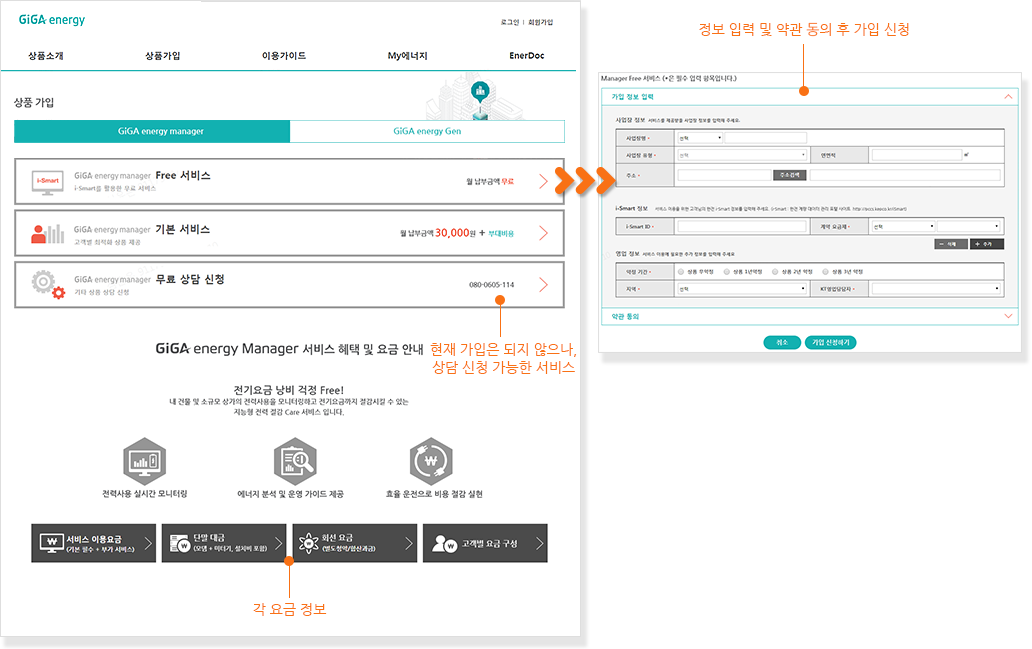 GiGA energy
로그인 | 회원가입
상품소개 상품가입 이용가이드 My에너지 EnerDoc
상품 가입
GiGA energy manager
GiGA energy Gen
GiGA energy manager Free 서비스
i-Smart를 활용한 무료 서비스
i-Smart
월 납부금액 무료
GiGA energy manager 기본 서비스
고객별 최적화 상품 제공
월 납부금액 30,000원 + 부대비용
GiGA energy manager 무료 상담 신청
기타 상품 상담 신청
080-0605-114
현재 가입은 되지 않으나,
상담 신청 가능한 서비스
GiGA energy Manager 서비스 혜택 및 요금 안내
전기요금 낭비 걱정 Free!
내 건물 및 소규모 상가의 전력사용을 모니터링하고 전기요금까지 절감시킬 수 있는
지능형 전력 절감 Care 서비스 입니다.
전력사용 실시간 모니터링
에너지 분석 및 운영 가이드 제공
효율 운전으로 비용 절감 실현
서비스 이용요금
(기본 필수 + 부가 서비스)
단말 대금
(모뎀 + 미터기, 설치비 포함)
회선 요금
(별도청약/합산과금)
고객별 요금 구성
각 요금 정보
정보 입력 및 약관 동의 후 가입 신청
Manager Free 서비스 (*은 필수 입력 항목입니다.)
가입 정보 입력
사업장 정보 서비스를 제공받을 사업장 정보를 입력해 주세요.
사업장명 * 선택
사업장 유형 * 선택 연면적 ㎡
주소 * 주소검색
i-Smart 정보 서비스 이용을 위한 고객님의 한전 i-Smart 정보를 입력해 주세요.
i-Smart ID * 계약 요금제 * 선택
- 삭제 + 추가
영업 정보 서비스 이용에 필요한 추가 정보를 입력해 주세요
약정 기간 * 상품 무약정 상품 1년약정 상품 2년 약정 상품 3년 약정
지역 * 선택 KT영업담당자 *
약관 동의
취소 가입 신청하기